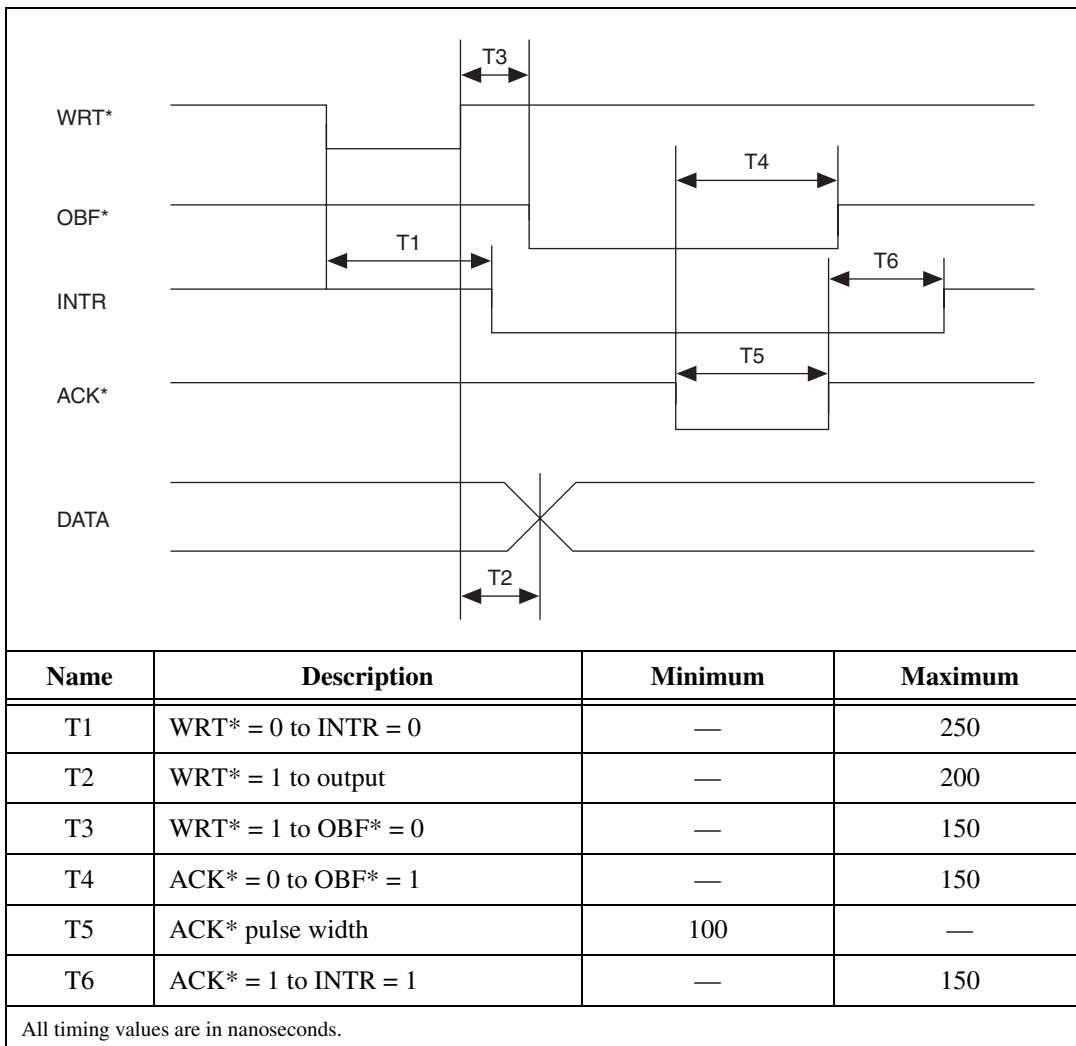 T3
WRT*
T4
OBF*
T1
T6
INTR
T5
ACK*
DATA
T2
Name Description Minimum Maximum
T1 WRT* = 0 to INTR = 0 — 250
T2 WRT* = 1 to output — 200
T3 WRT* = 1 to OBF* = 0 — 150
T4 ACK* = 0 to OBF* = 1 — 150
T5 ACK* pulse width 100 —
T6 ACK* = 1 to INTR = 1 — 150
All timing values are in nanoseconds.